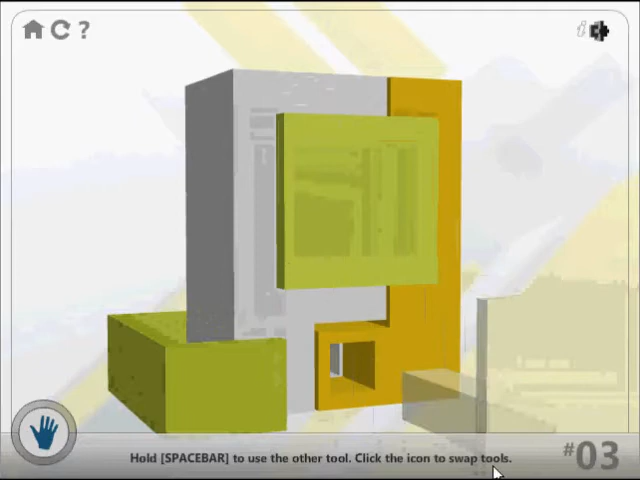 ?
i
Hold [SPACEBAR] to use the other tool. Click the icon to swap tools.
#03